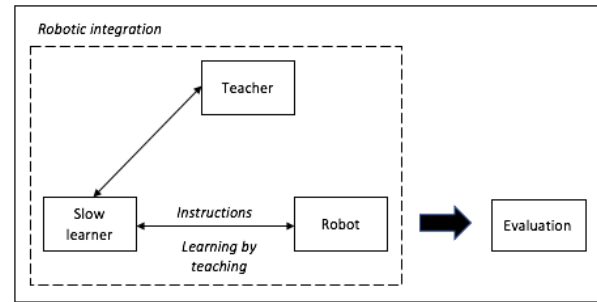 Robotic integration
Teacher
Slow
learner
Instructions
Learning by
teaching
Robot
Evaluation